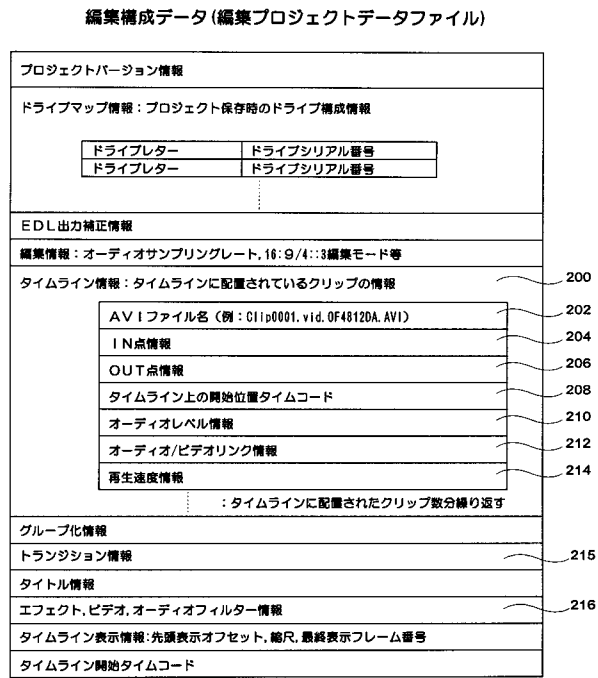 編集構成データ(編集プロジェクトデータファイル)
プロジェクトバージョン情報
ドライブマップ情報：プロジェクト保存時のドライブ構成情報
ドライブレター ドライブシリアル番号
ドライブレター ドライブシリアル番号
EDL出力補正情報
編集情報：オーディオサンプリングレート,16:9/4::3編集モード等
タイムライン情報：タイムラインに配置されているクリップの情報 200
AVIファイル名（例：Clip0001.vid.0F4812DA.AVI） 202
IN点情報 204
OUT点情報 206
タイムライン上の開始位置タイムコード 208
オーディオレベル情報 210
オーディオ/ビデオリンク情報 212
再生速度情報 214
：タイムラインに配置されたクリップ数分繰り返す
グループ化情報
トランジション情報 215
タイトル情報
エフェクト,ビデオ,オーディオフィルター情報 216
タイムライン表示情報:先頭表示オフセット,縮尺,最終表示フレーム番号
タイムライン開始タイムコード